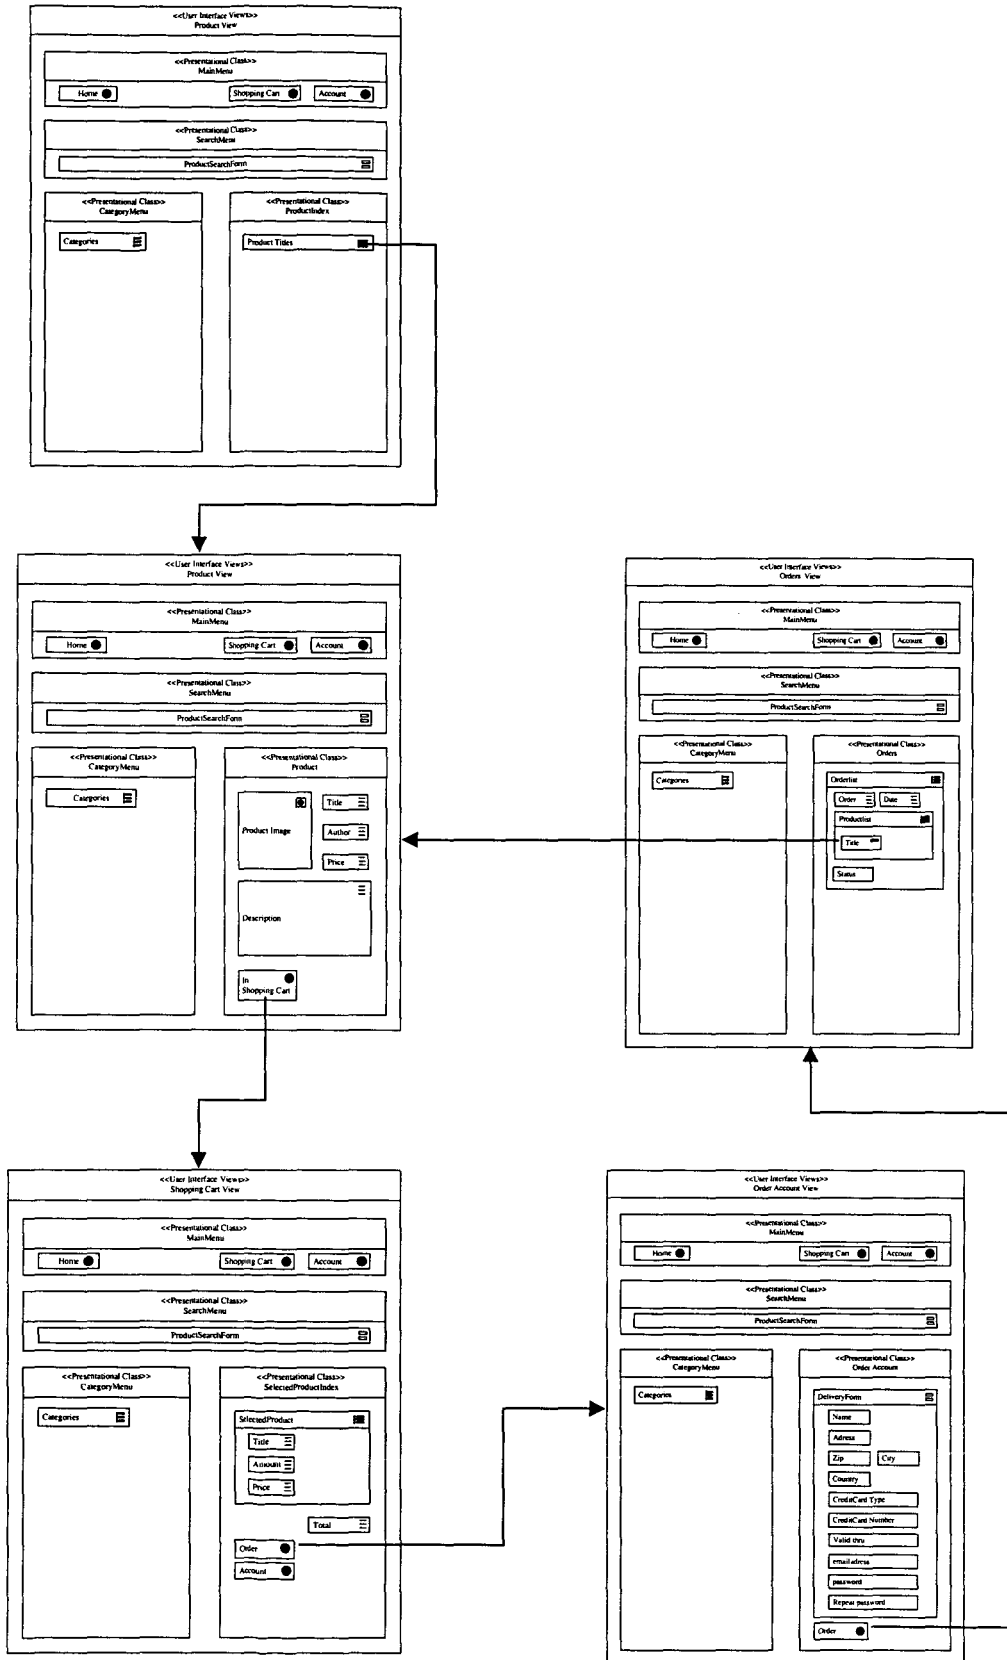 <<User Interface Views>>
Product View
<<Presentational Class>>
MainMenu
Home
Shopping Cart
Account
<<Presentational Class>>
SearchMenu
ProductSearchForm
<<Presentational Class>>
CategoryMenu
Categories
<<Presentational Class>>
ProductIndex
Product Titles
<<User Interface Views>>
Product View
<<Presentational Class>>
MainMenu
Home
Shopping Cart
Account
<<Presentational Class>>
SearchMenu
ProductSearchForm
<<Presentational Class>>
CategoryMenu
Categories
<<Presentational Class>>
Product
Product Image
Title
Author
Price
Description
In
Shopping Cart
<<User Interface Views>>
Orders View
<<Presentational Class>>
MainMenu
Home
Shopping Cart
Account
<<Presentational Class>>
SearchMenu
ProductSearchForm
<<Presentational Class>>
CategoryMenu
Categories
<<Presentational Class>>
Orders
Orderlist
Order
Date
Productlist
Title
Status
<<User Interface Views>>
Shopping Cart View
<<Presentational Class>>
MainMenu
Home
Shopping Cart
Account
<<Presentational Class>>
SearchMenu
ProductSearchForm
<<Presentational Class>>
CategoryMenu
Categories
<<Presentational Class>>
SelectedProductIndex
SelectedProduct
Title
Amount
Price
Total
Order
Account
<<User Interface Views>>
Order Account View
<<Presentational Class>>
MainMenu
Home
Shopping Cart
Account
<<Presentational Class>>
SearchMenu
ProductSearchForm
<<Presentational Class>>
CategoryMenu
Categories
<<Presentational Class>>
Order Account
DeliveryForm
Name
Adress
Zip
City
Country
CreditCard Type
CreditCard Number
Valid thru
email adress
password
Repeat password
Order